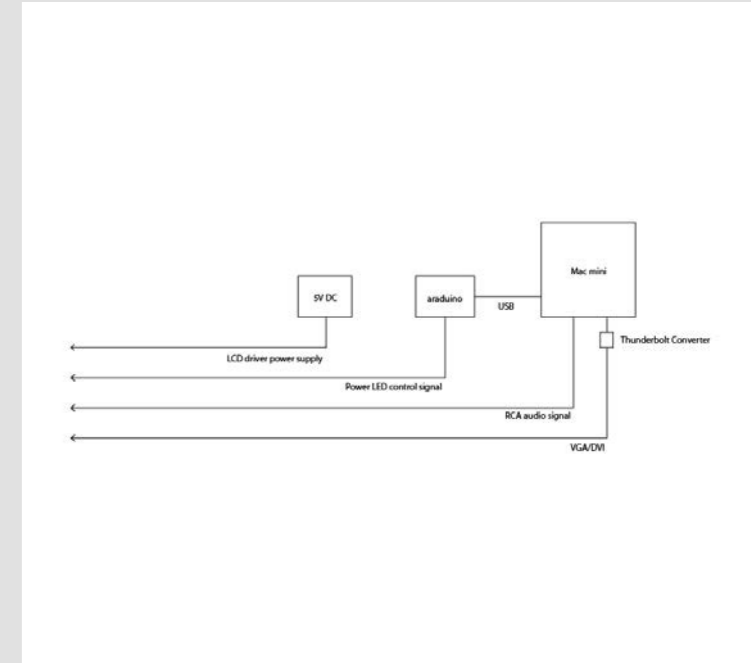 Mac mini
5V DC
araduino
USB
Thunderbolt Converter
LCD driver power supply
Power LED control signal
RCA audio signal
VGA/DVI